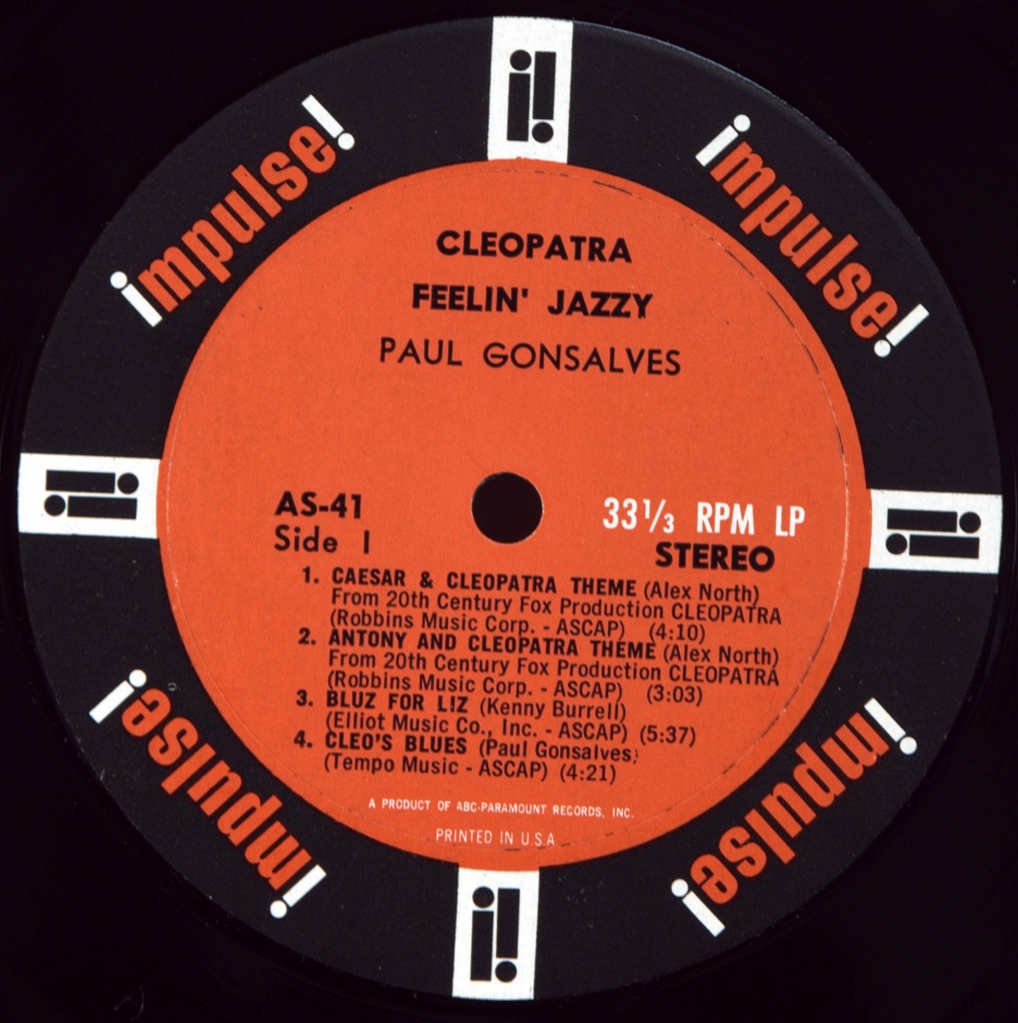 impulse!
impulse!
CLEOPATRA
FEELIN' JAZZY
PAUL GONSALVES
AS-41
Side 1
33⅓ RPM LP
STEREO
1. CAESAR & CLEOPATRA THEME (Alex North)
From 20th Century Fox Production CLEOPATRA
(Robbins Music Corp. - ASCAP) (4:10)
2. ANTONY AND CLEOPATRA THEME (Alex North)
From 20th Century Fox Production CLEOPATRA
(Robbins Music Corp. - ASCAP) (3:03)
3. BLUZ FOR LIZ (Kenny Burrell)
(Elliot Music Co., Inc. - ASCAP) (5:37)
4. CLEO'S BLUES (Paul Gonsalves)
(Tempo Music - ASCAP) (4:21)
A PRODUCT OF ABC-PARAMOUNT RECORDS, INC.
PRINTED IN U.S.A
impulse!
impulse!